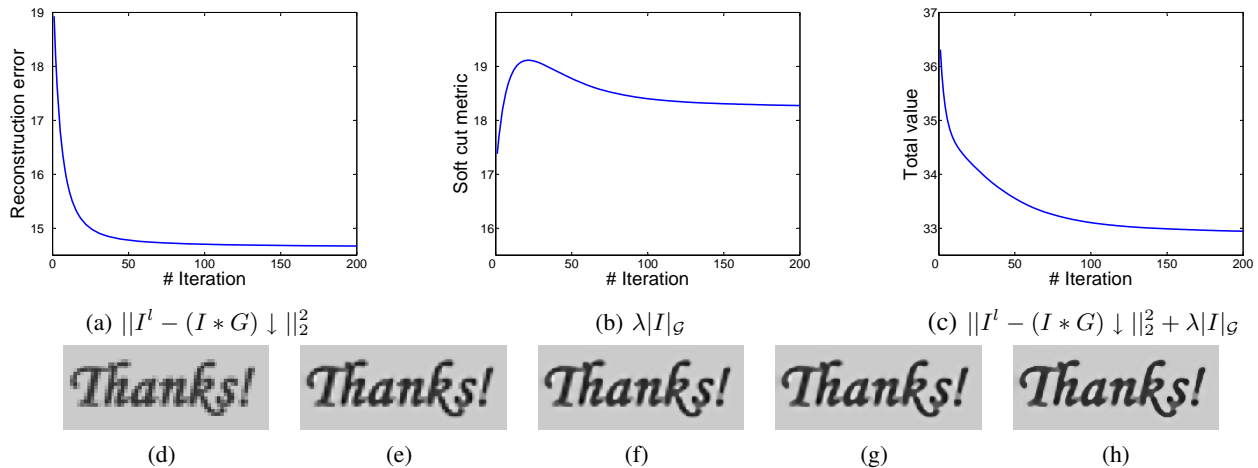 19
18
17
16
15
0 50 100 150 200
Reconstruction error
# Iteration
(a) ||I^l − (I ∗ G) ↓ ||_2^2
19
18
17
16
0 50 100 150 200
Soft cut metric
# Iteration
(b) λ|I|_𝒢
37
36
35
34
33
0 50 100 150 200
Total value
# Iteration
(c) ||I^l − (I ∗ G) ↓ ||_2^2 + λ|I|_𝒢
Thanks! Thanks! Thanks! Thanks! Thanks!
(d) (e) (f) (g) (h)